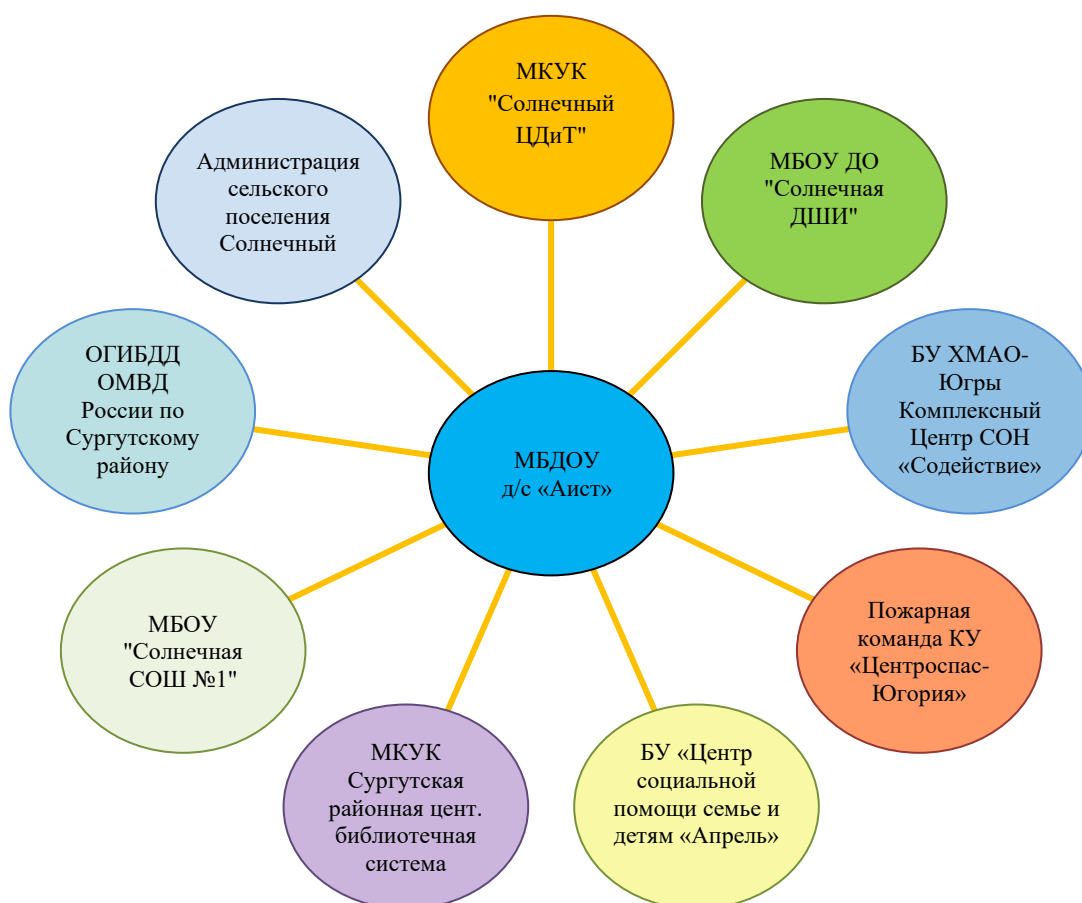 МКУК
"Солнечный
ЦДиТ"
МБОУ ДО
"Солнечная
ДШИ"
БУ ХМАО-
Югры
Комплексный
Центр СОН
«Содействие»
Пожарная
команда КУ
«Центроспас-
Югория»
БУ «Центр
социальной
помощи семье и
детям «Апрель»
МКУК
Сургутская
районная цент.
библиотечная
система
МБОУ
"Солнечная
СОШ №1"
ОГИБДД
ОМВД
России по
Сургутскому
району
Администрация
сельского
поселения
Солнечный
МБДОУ
д/с «Аист»